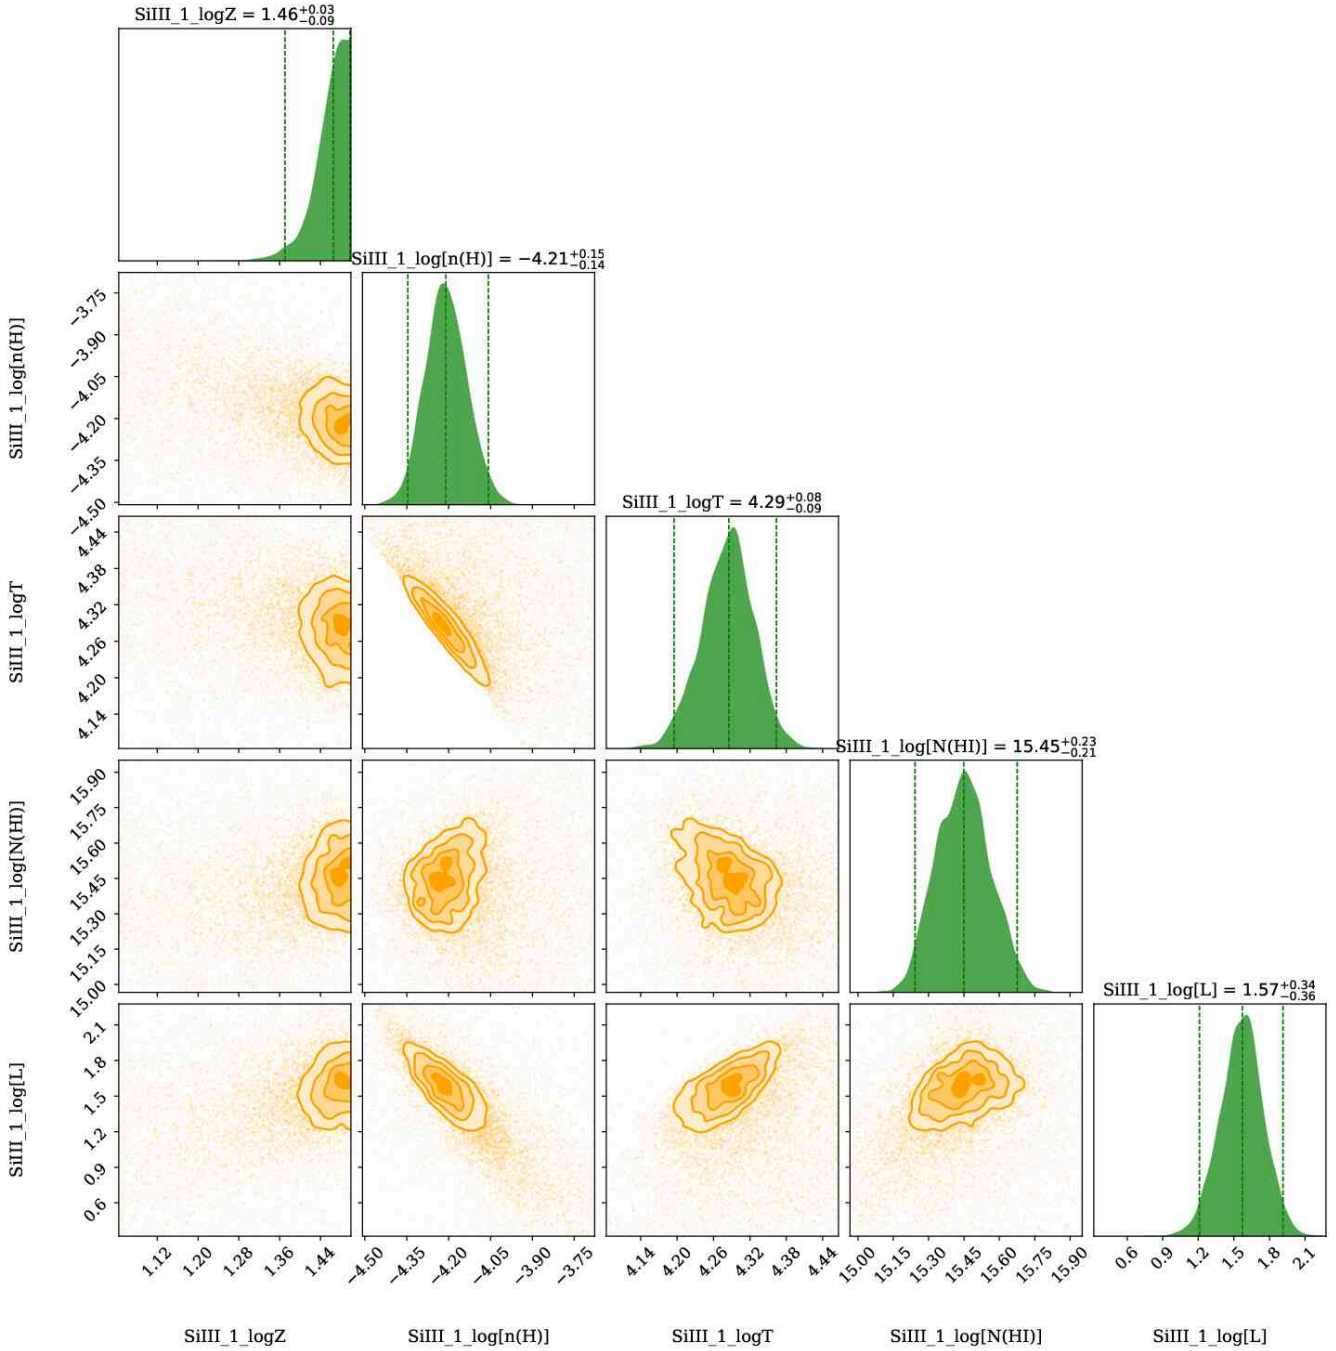 SiIII_1_logZ = 1.46+0.03−0.09
SiIII_1_log[n(H)] = −4.21+0.15−0.14
−3.75
−3.90
−4.05
−4.20
−4.35
−4.50
SiIII_1_log[n(H)]
SiIII_1_logT = 4.29+0.08−0.09
4.44
4.38
4.32
4.26
4.20
4.14
SiIII_1_logT
SiIII_1_log[N(HI)] = 15.45+0.23−0.21
15.90
15.75
15.60
15.45
15.30
15.15
15.00
SiIII_1_log[N(HI)]
SiIII_1_log[L] = 1.57+0.34−0.36
2.1
1.8
1.5
1.2
0.9
0.6
SiIII_1_log[L]
1.12 1.20 1.28 1.36 1.44 −4.50 −4.35 −4.20 −4.05 −3.90 −3.75 4.14 4.20 4.26 4.32 4.38 4.44 15.00 15.15 15.30 15.45 15.60 15.75 15.90 0.6 0.9 1.2 1.5 1.8 2.1
SiIII_1_logZ SiIII_1_log[n(H)] SiIII_1_logT SiIII_1_log[N(HI)] SiIII_1_log[L]